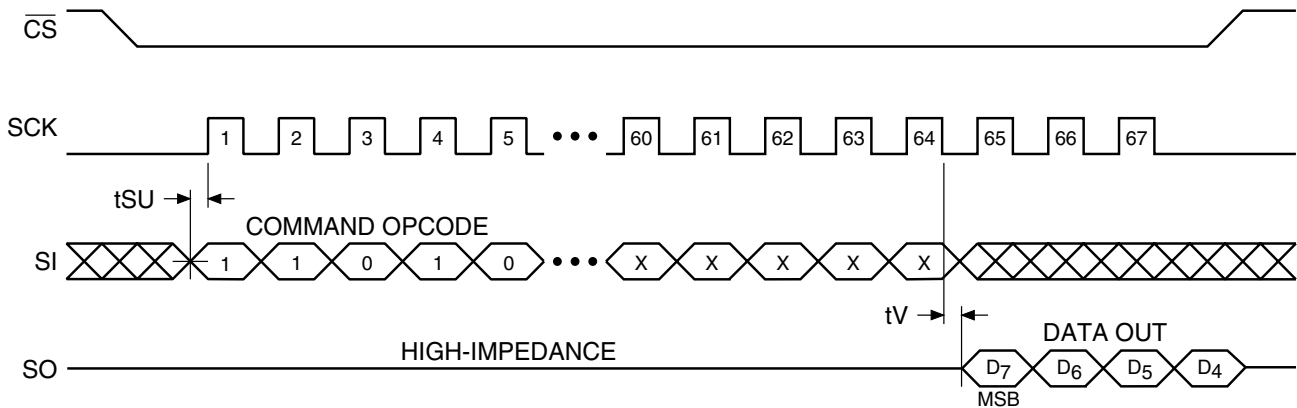 CS
SCK 1 2 3 4 5 ••• 60 61 62 63 64 65 66 67
tSU
COMMAND OPCODE
SI 1 1 0 1 0 ••• X X X X X
tV
DATA OUT
HIGH-IMPEDANCE
SO D7 D6 D5 D4
MSB